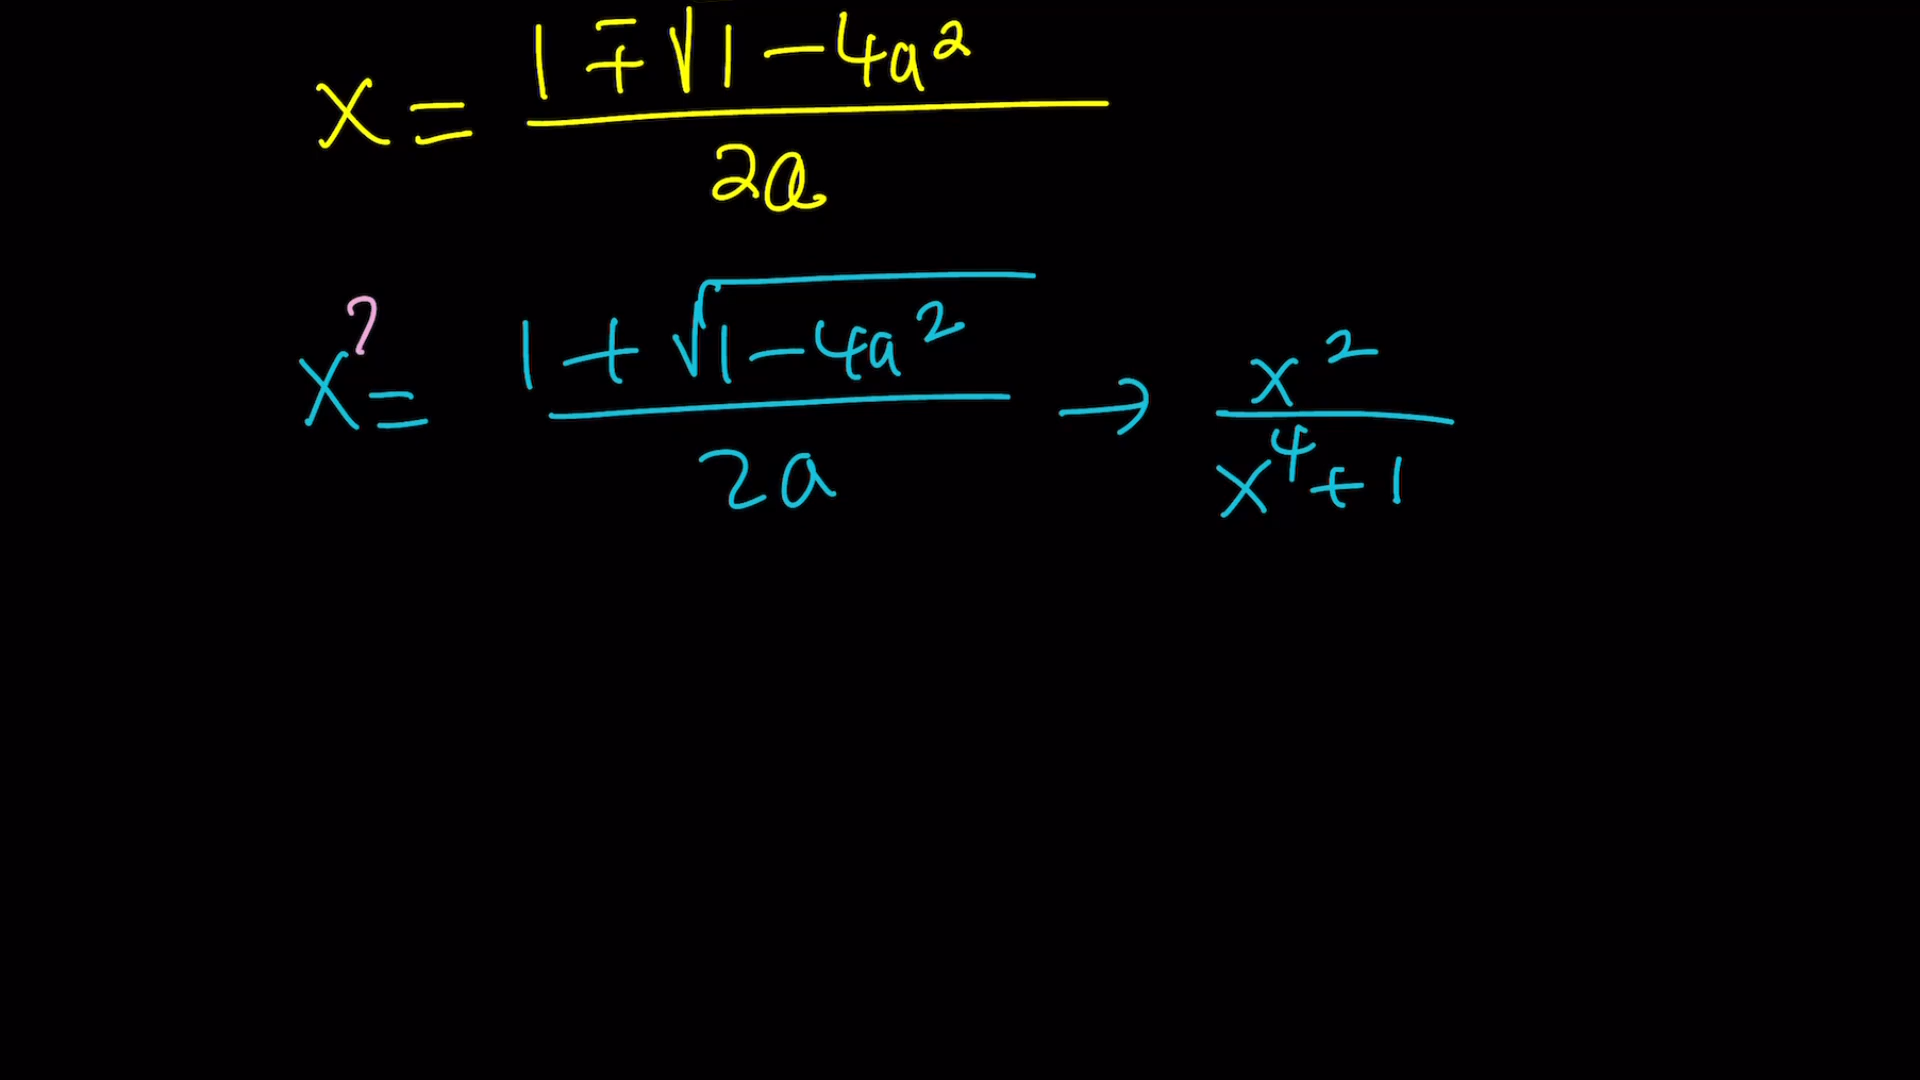 x = (1 ∓ √1 - 4a²) / 2a
x ?= (1 + √(1 - 4a²)) / 2a → x² / (x⁴ + 1)